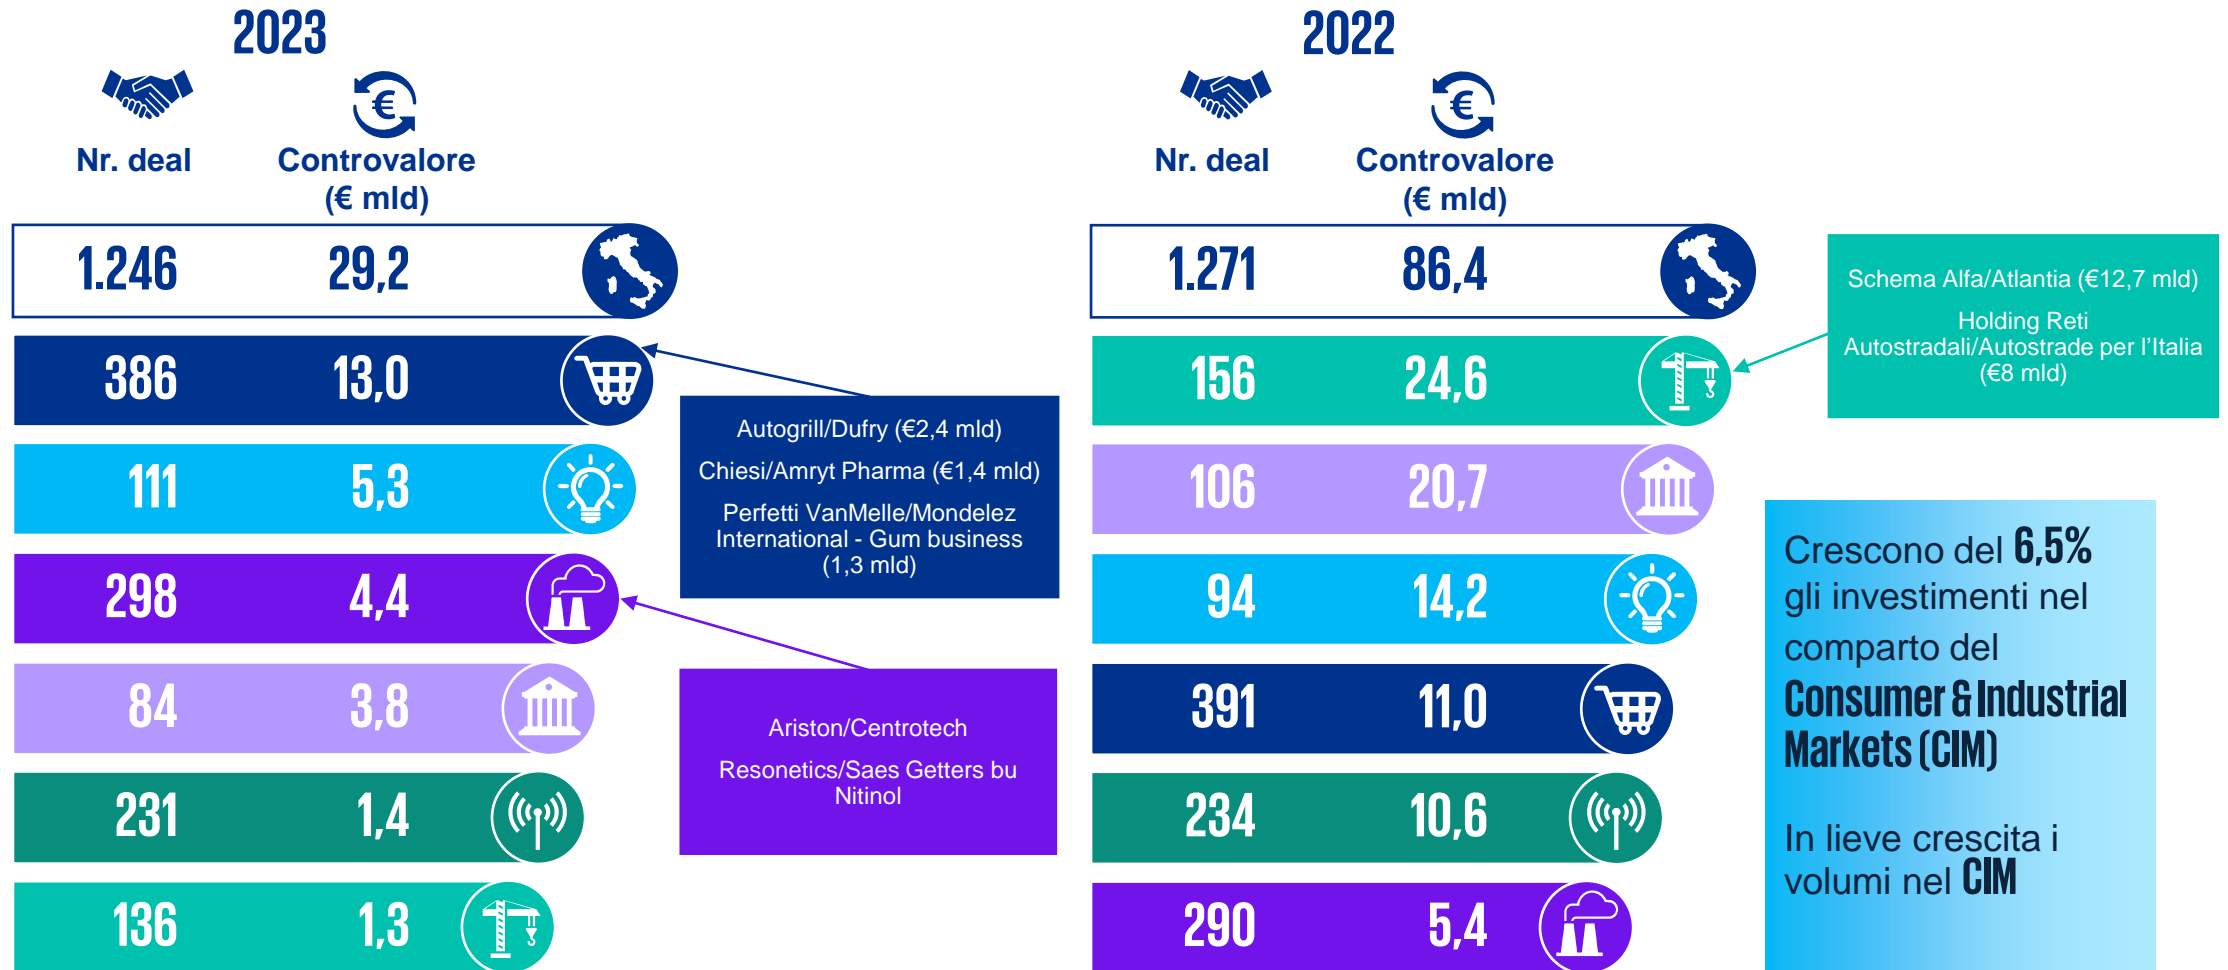 2023
Nr. deal
Controvalore
(€ mld)
1.246 29,2
386 13,0
111 5,3
298 4,4
84 3,8
231 1,4
136 1,3
Autogrill/Dufry (€2,4 mld)
Chiesi/Amryt Pharma (€1,4 mld)
Perfetti VanMelle/Mondelez
International - Gum business
(1,3 mld)
Ariston/Centrotech
Resonetics/Saes Getters bu
Nitinol
2022
Nr. deal
Controvalore
(€ mld)
1.271 86,4
156 24,6
106 20,7
94 14,2
391 11,0
234 10,6
290 5,4
Schema Alfa/Atlantia (€12,7 mld)
Holding Reti
Autostradali/Autostrade per l’Italia
(€8 mld)
Crescono del 6,5%
gli investimenti nel
comparto del
Consumer & Industrial
Markets (CIM)
In lieve crescita i
volumi nel CIM